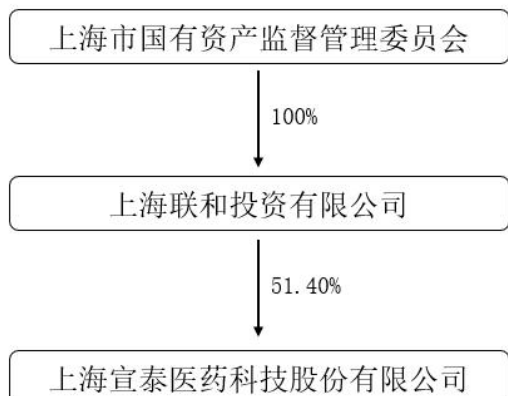 上海市国有资产监督管理委员会
100%
上海联和投资有限公司
51.40%
上海宣泰医药科技股份有限公司